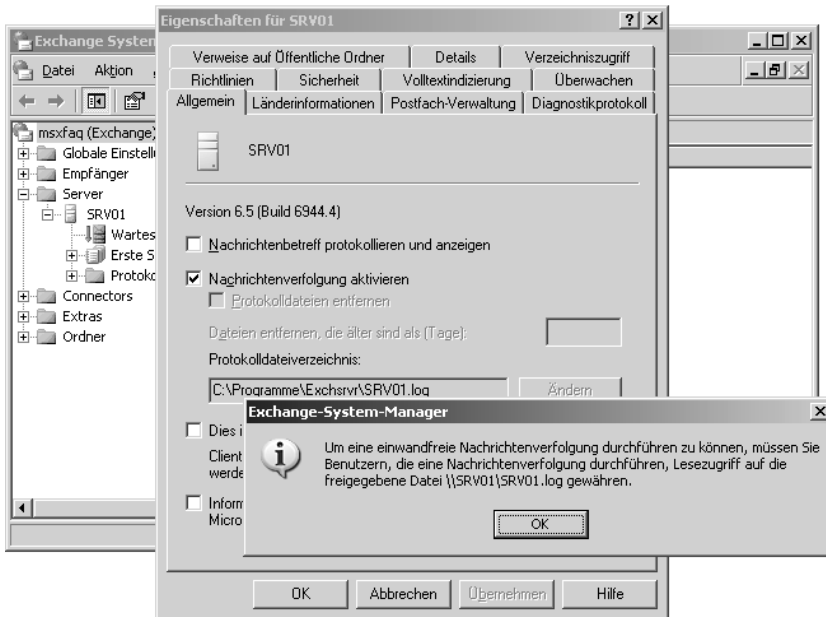 Exchange System
Datei Aktion
msxfaq (Exchange)
Globale Einstell
Empfänger
Server
SRV01
Wartes
Erste S
Protoko
Connectors
Extras
Ordner
Eigenschaften für SRV01
Verweise auf Öffentliche Ordner Details Verzeichniszugriff
Richtlinien Sicherheit Volltextindizierung Überwachen
Allgemein Länderinformationen Postfach-Verwaltung Diagnostikprotokoll
SRV01
Version 6.5 (Build 6944.4)
Nachrichtenbetreff protokollieren und anzeigen
Nachrichtenverfolgung aktivieren
Protokolldateien entfernen
Dateien entfernen, die älter sind als (Tage):
Protokolldateiverzeichnis:
C:\Programme\Exchsrvr\SRV01.log Ändern
Dies i
Client
werde
Inform
Micro
OK Abbrechen Übernehmen Hilfe
Exchange-System-Manager
Um eine einwandfreie Nachrichtenverfolgung durchführen zu können, müssen Sie
Benutzern, die eine Nachrichtenverfolgung durchführen, Lesezugriff auf die
freigegebene Datei \\SRV01\SRV01.log gewähren.
OK